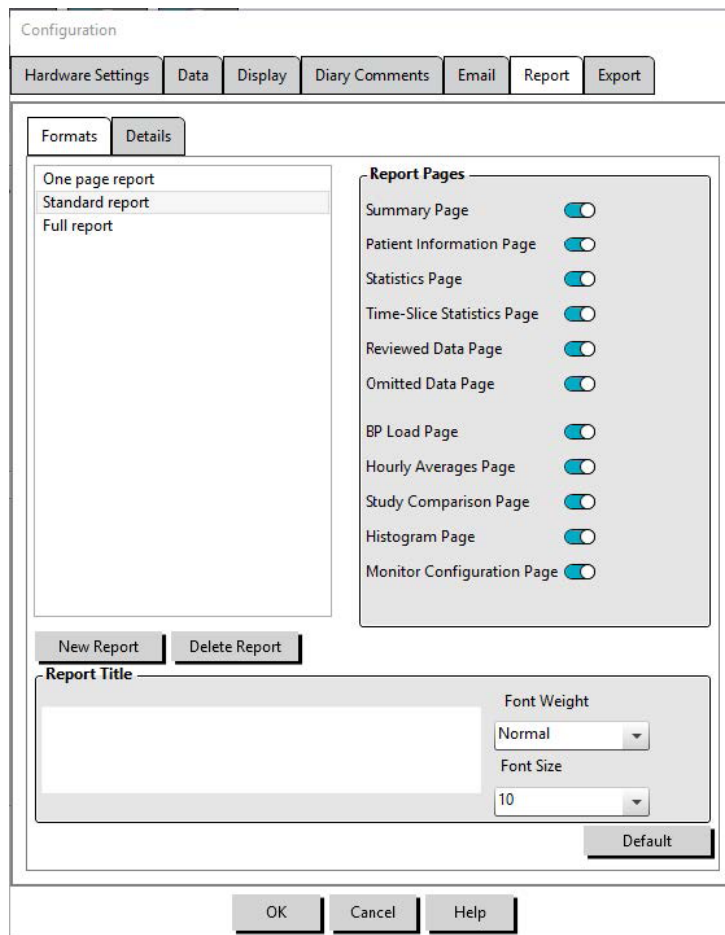 Configuration
Hardware Settings Data Display Diary Comments Email Report Export
Formats Details
One page report
Standard report
Full report
Report Pages
Summary Page
Patient Information Page
Statistics Page
Time-Slice Statistics Page
Reviewed Data Page
Omitted Data Page
BP Load Page
Hourly Averages Page
Study Comparison Page
Histogram Page
Monitor Configuration Page
New Report Delete Report
Report Title
Font Weight
Normal
Font Size
10
Default
OK Cancel Help